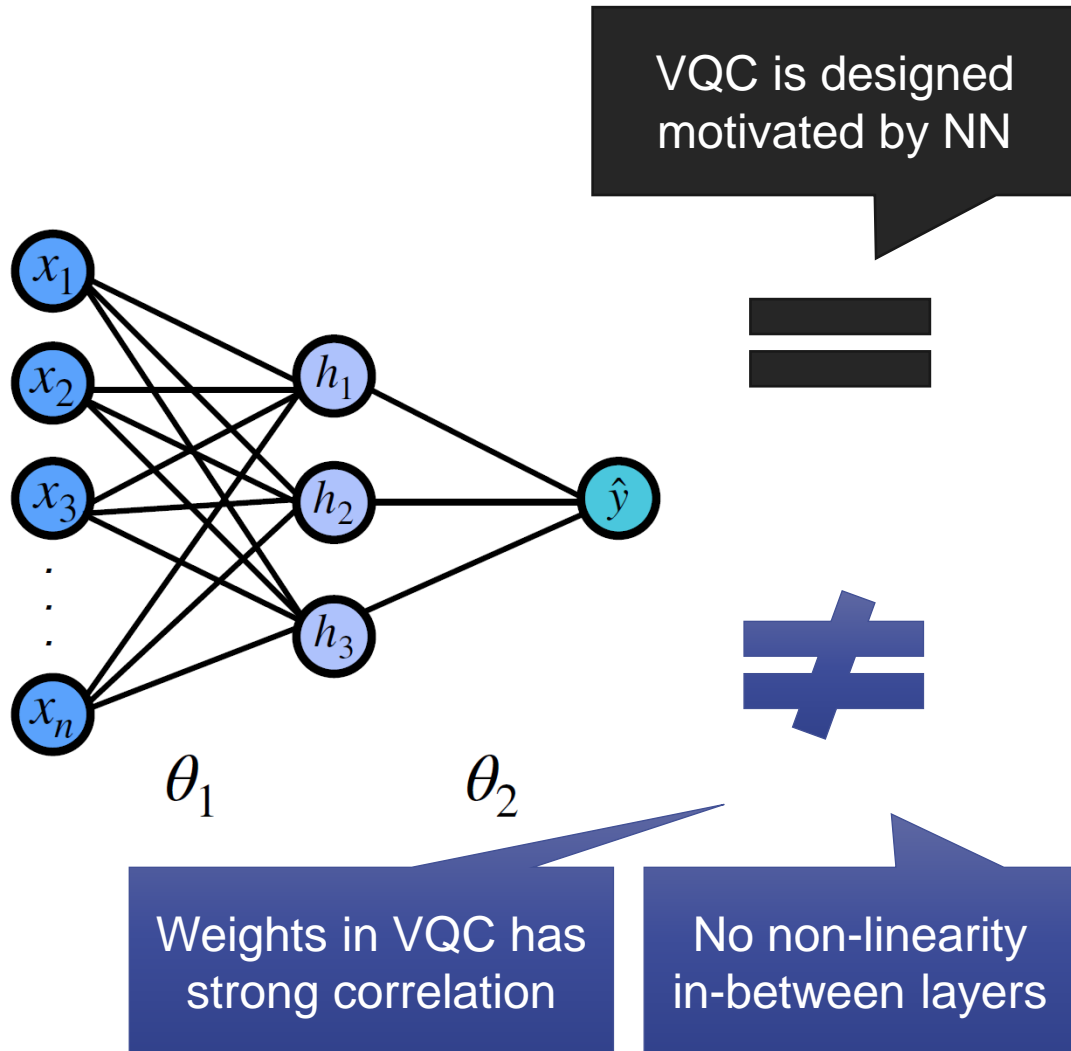 VQC is designed
motivated by NN
x₁
x₂
x₃
.
.
.
xₙ
h₁
h₂
h₃
ŷ
=
≠
θ₁ θ₂
Weights in VQC has
strong correlation
No non-linearity
in-between layers